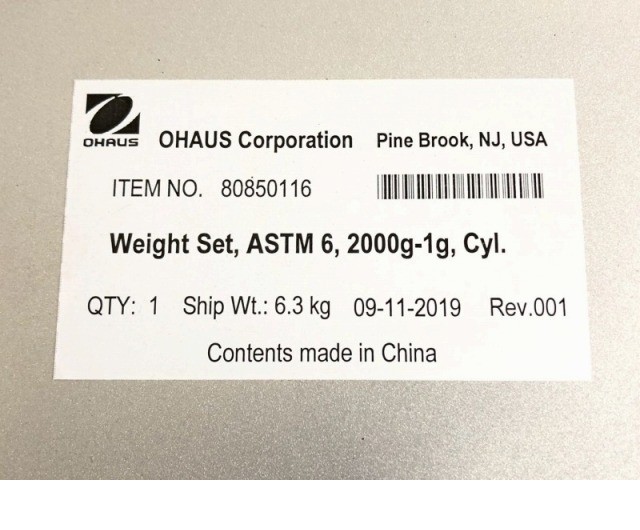 OHAUS
OHAUS Corporation Pine Brook, NJ, USA
ITEM NO. 80850116
Weight Set, ASTM 6, 2000g-1g, Cyl.
QTY: 1 Ship Wt.: 6.3 kg 09-11-2019 Rev.001
Contents made in China